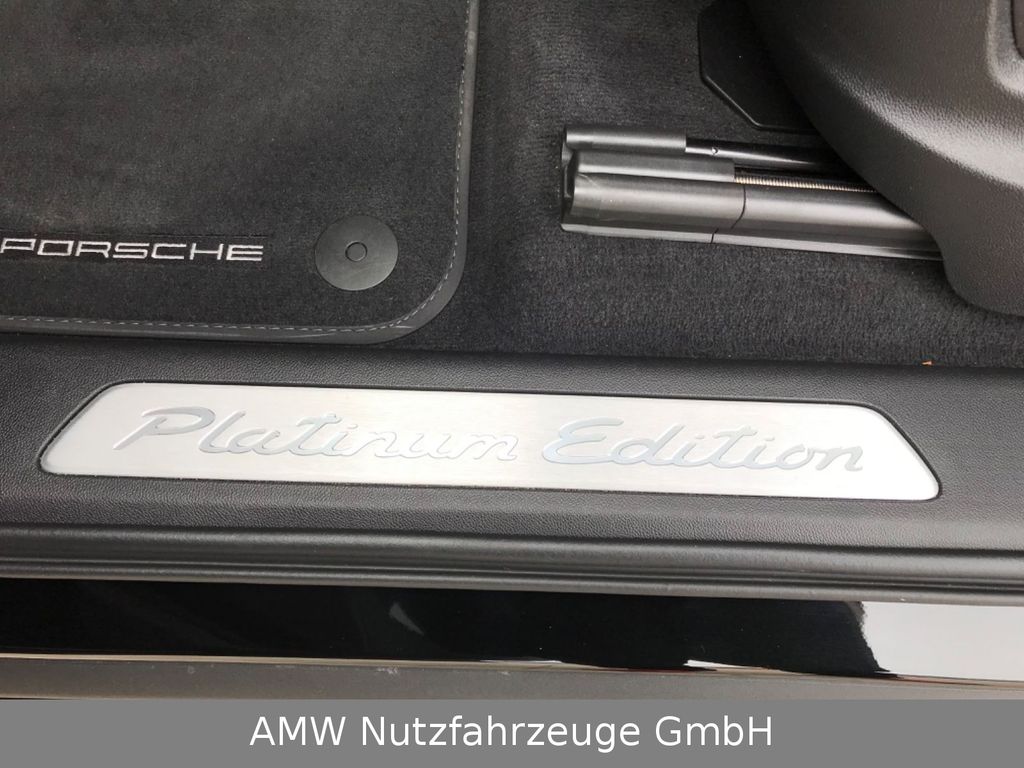 PORSCHE
Platinum Edition
AMW Nutzfahrzeuge GmbH